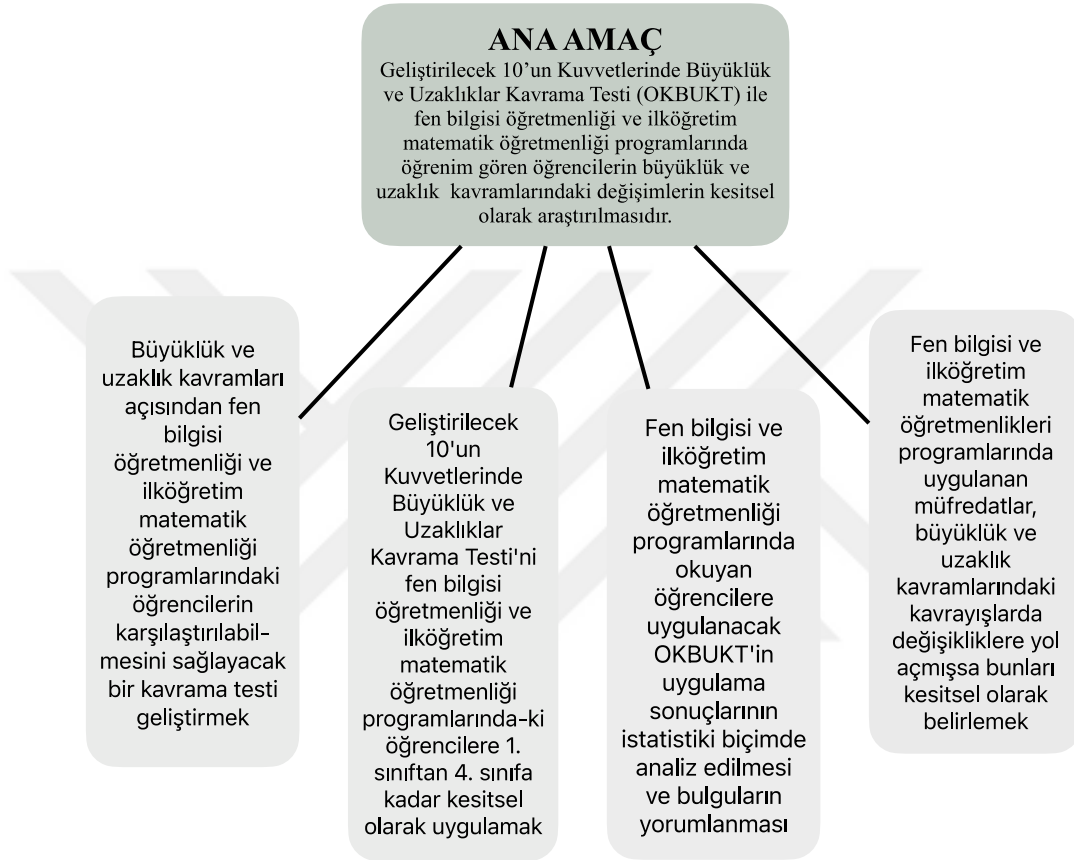 ANA AMAÇ
Geliştirilecek 10’un Kuvvetlerinde Büyüklük
ve Uzaklıklar Kavrama Testi (OKBUKT) ile
fen bilgisi öğretmenliği ve ilköğretim
matematik öğretmenliği programlarında
öğrenim gören öğrencilerin büyüklük ve
uzaklık kavramlarındaki değişimlerin kesitsel
olarak araştırılmasıdır.
Büyüklük ve
uzaklık kavramları
açısından fen
bilgisi
öğretmenliği ve
ilköğretim
matematik
öğretmenliği
programlarındaki
öğrencilerin
karşılaştırılabil-
mesini sağlayacak
bir kavrama testi
geliştirmek
Geliştirilecek
10'un
Kuvvetlerinde
Büyüklük ve
Uzaklıklar
Kavrama Testi'ni
fen bilgisi
öğretmenliği ve
ilköğretim
matematik
öğretmenliği
programlarında-ki
öğrencilere 1.
sınıftan 4. sınıfa
kadar kesitsel
olarak uygulamak
Fen bilgisi ve
ilköğretim
matematik
öğretmenliği
programlarında
okuyan
öğrencilere
uygulanacak
OKBUKT'in
uygulama
sonuçlarının
istatistiki biçimde
analiz edilmesi
ve bulguların
yorumlanması
Fen bilgisi ve
ilköğretim
matematik
öğretmenlikleri
programlarında
uygulanan
müfredatlar,
büyüklük ve
uzaklık
kavramlarındaki
kavrayışlarda
değişikliklere yol
açmışsa bunları
kesitsel olarak
belirlemek